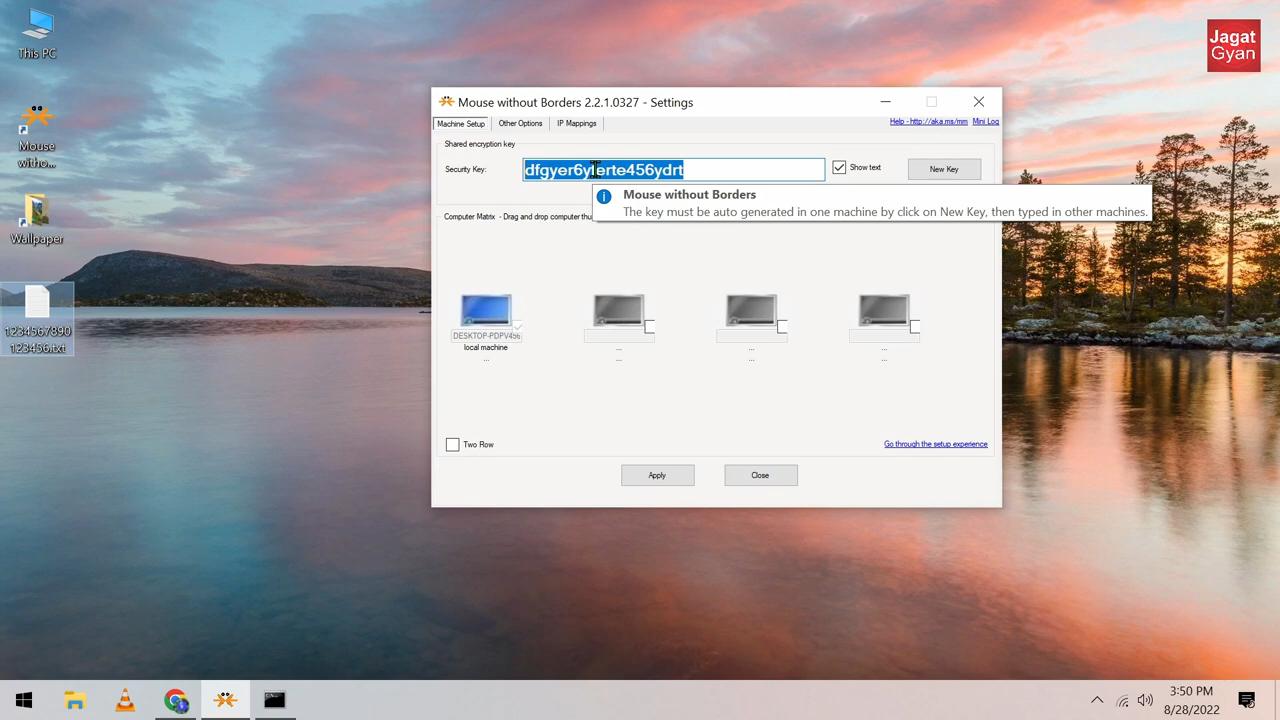 This PC
Jagat
Gyan
Mouse without Borders 2.2.1.0327 - Settings
Machine Setup
Other Options
IP Mappings
Help - http://aka.ms/mm
Mini Log
Shared encryption key
Security Key:
Show text
New Key
Mouse
witho...
Mouse without Borders
The key must be auto generated in one machine by click on New Key, then typed in other machines.
Computer Matrix - Drag and drop computer thu
Wallpaper
1234567890
123456.txt
DESKTOP-PDPV456
local machine
...
...
...
...
...
...
...
Two Row
Go through the setup experience
Apply
Close
3:50 PM
8/28/2022